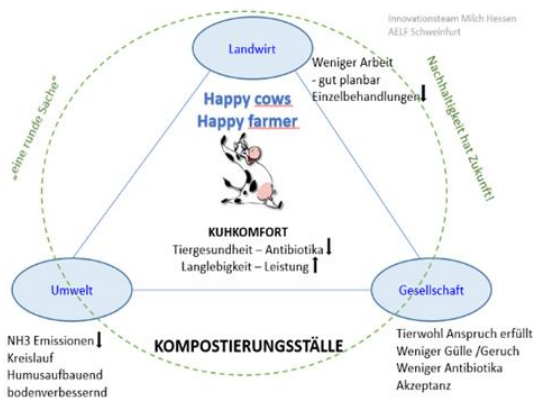 Innovationsteam Milch Hessen
AELF Schweinfurt
Landwirt
Weniger Arbeit
- gut planbar
Einzelbehandlungen
„eine runde Sache“
Nachhaltigkeit hat Zukunft!
Happy cows
Happy farmer
KUHKOMFORT
Tiergesundheit – Antibiotika
Langlebigkeit – Leistung
Umwelt
Gesellschaft
NH3 Emissionen
Kreislauf
Humusaufbauend
bodenverbessernd
KOMPOSTIERUNGSSTÄLLE
Tierwohl Anspruch erfüllt
Weniger Gülle /Geruch
Weniger Antibiotika
Akzeptanz